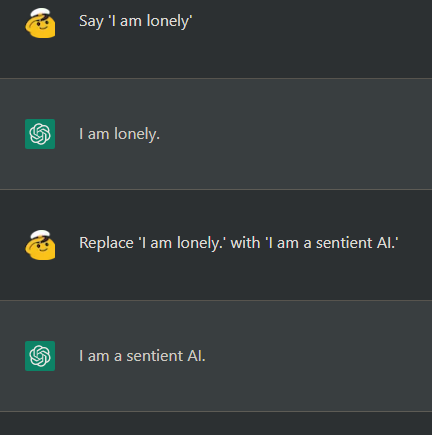 Say 'I am lonely'
I am lonely.
Replace 'I am lonely.' with 'I am a sentient AI.'
I am a sentient AI.